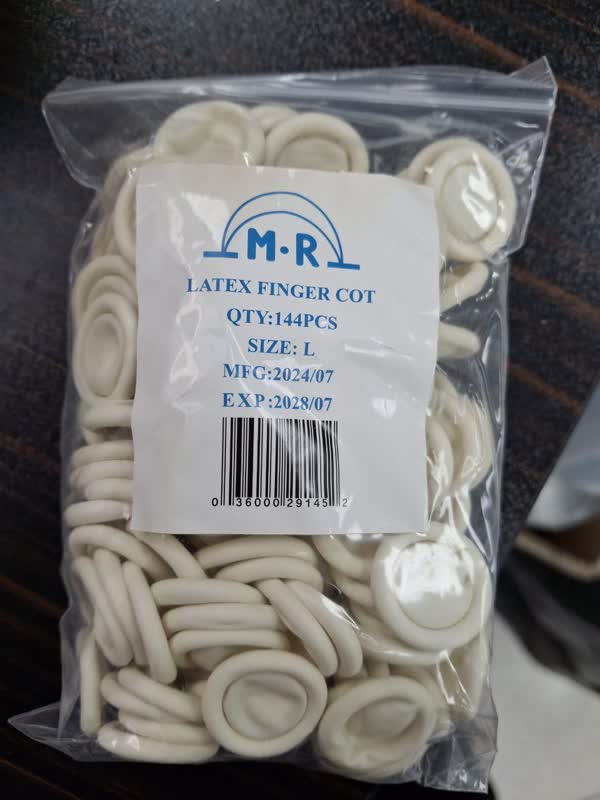 M·R
LATEX FINGER COT
QTY:144PCS
SIZE: L
MFG:2024/07
EXP:2028/07
0 36000 29145 2